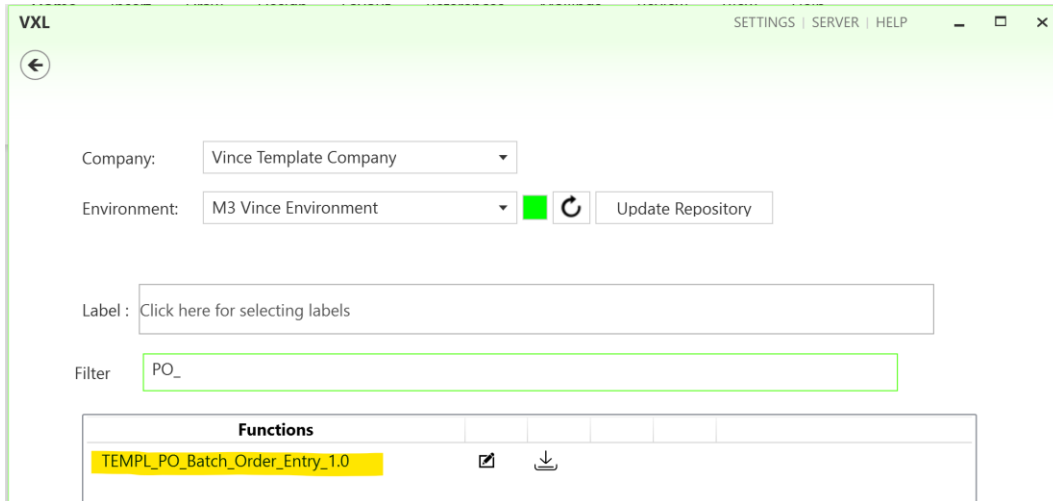 VXL
SETTINGS | SERVER | HELP
Company: Vince Template Company
Environment: M3 Vince Environment Update Repository
Label : Click here for selecting labels
Filter PO_
Functions
TEMPL_PO_Batch_Order_Entry_1.0